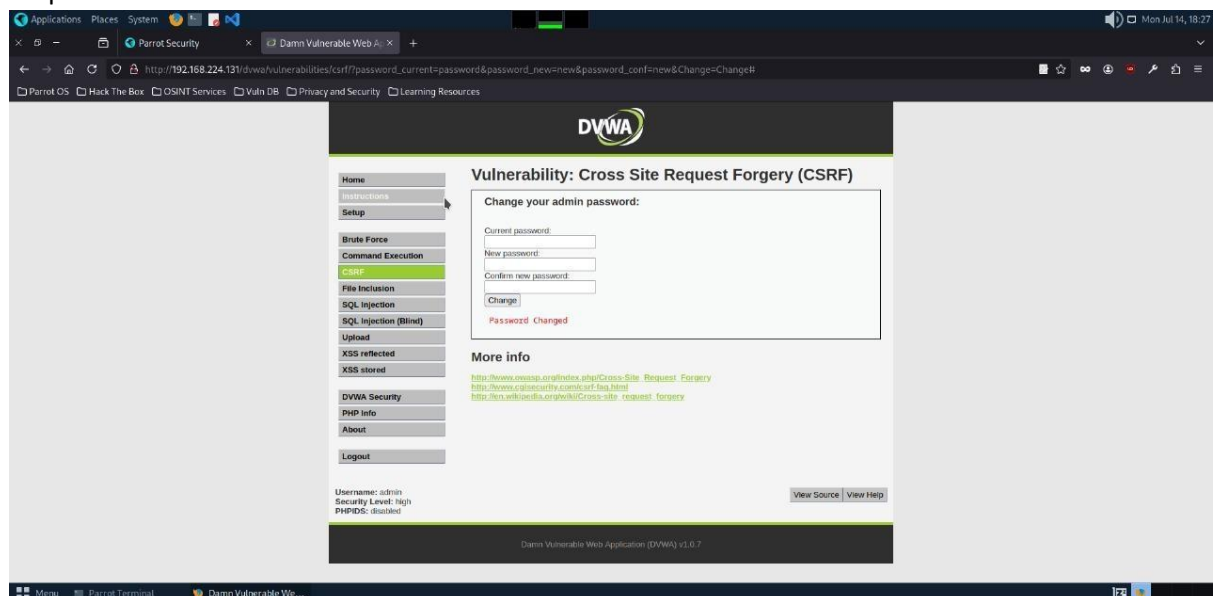 Applications Places System Mon Jul 14, 18:27
Parrot Security × Damn Vulnerable Web A × +
http://192.168.224.131/dvwa/vulnerabilities/csrf/?password_current=password&password_new=new&password_conf=new&Change=Change#
Parrot OS Hack The Box OSINT Services Vuln DB Privacy and Security Learning Resources
DVWA
Home
Instructions
Setup
Brute Force
Command Execution
CSRF
File Inclusion
SQL Injection
SQL Injection (Blind)
Upload
XSS reflected
XSS stored
DVWA Security
PHP Info
About
Logout
Vulnerability: Cross Site Request Forgery (CSRF)
Change your admin password:
Current password:
New password:
Confirm new password:
Change
Password Changed
More info
http://www.owasp.org/index.php/Cross-Site_Request_Forgery
http://www.cgisecurity.com/csrf-faq.html
http://en.wikipedia.org/wiki/Cross-site_request_forgery
Username: admin
Security Level: high
PHPIDS: disabled
View Source View Help
Damn Vulnerable Web Application (DVWA) v1.0.7
Menu Parrot Terminal Damn Vulnerable We...